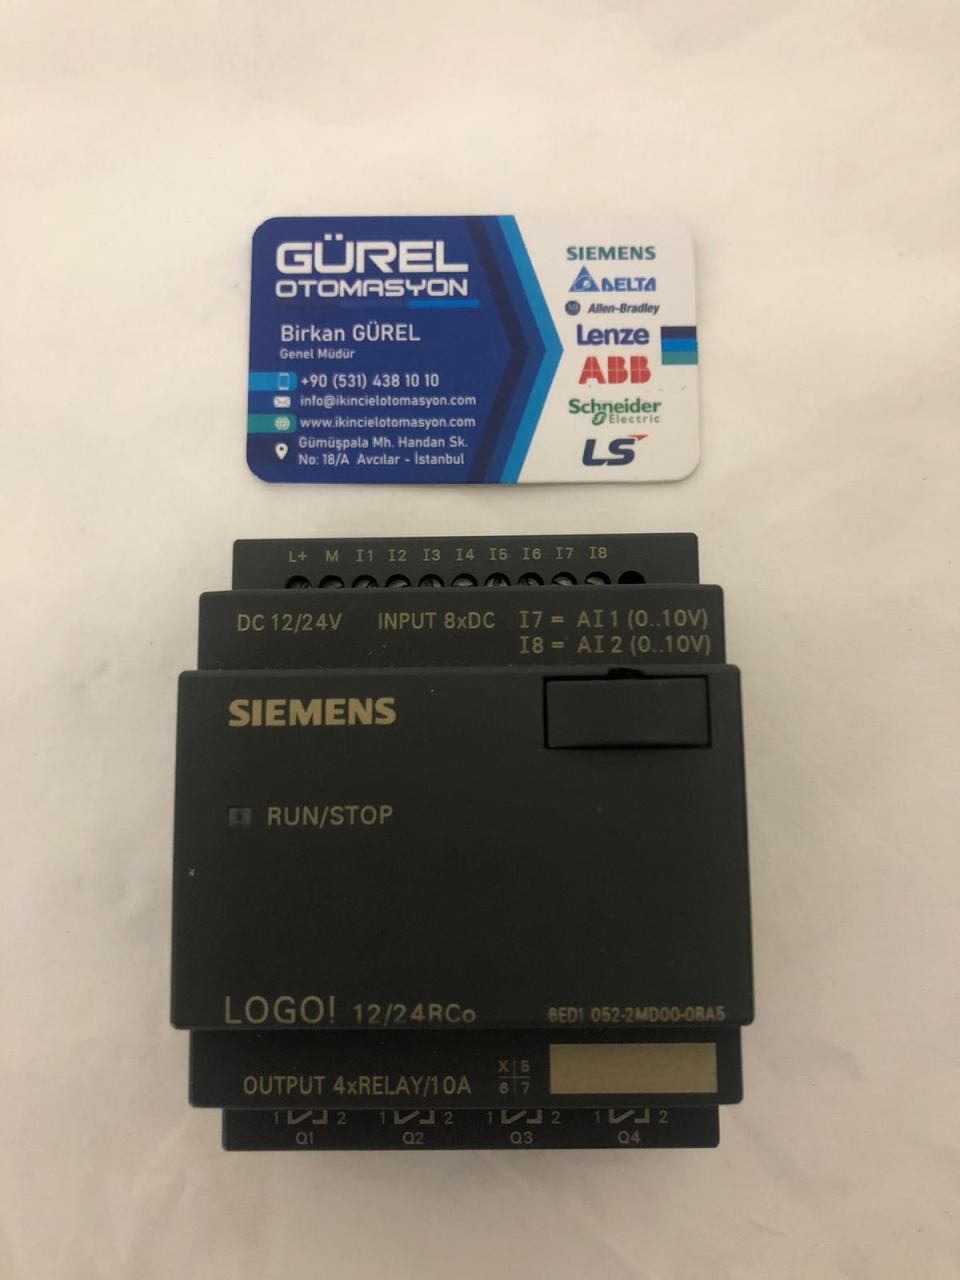 GÜREL
OTOMASYON
Birkan GÜREL
Genel Müdür
+90 (531) 438 10 10
info@ikincielotomasyon.com
www.ikincielotomasyon.com
Gümüşpala Mh. Handan Sk.
No: 18/A Avcılar - İstanbul
SIEMENS
DELTA
AB Allen-Bradley
Lenze
ABB
Schneider
Electric
LS
L+ M I1 I2 I3 I4 I5 I6 I7 I8
DC 12/24V INPUT 8xDC I7 = AI1 (0..10V)
I8 = AI2 (0..10V)
SIEMENS
RUN/STOP
LOGO! 12/24RCo 6ED1 052-2MD00-0BA5
OUTPUT 4xRELAY/10A
X 5
6 7
1 2 1 2 1 2 1 2
Q1 Q2 Q3 Q4